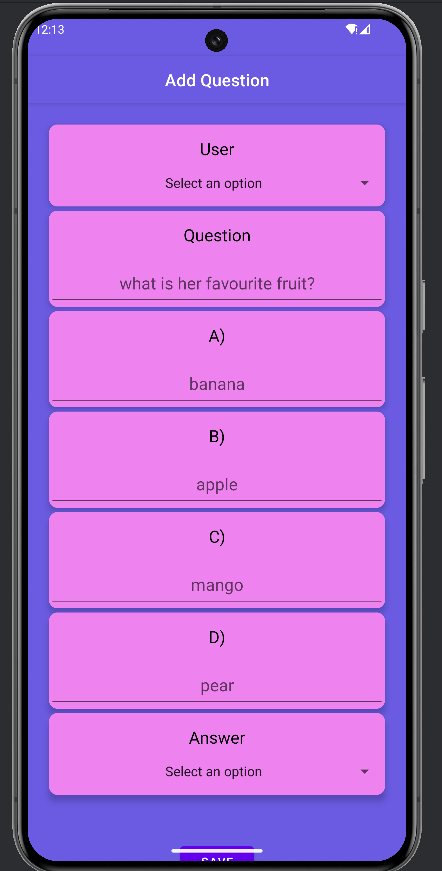 12:13
Add Question
User
Select an option
Question
what is her favourite fruit?
A)
banana
B)
apple
C)
mango
D)
pear
Answer
Select an option
SAVE